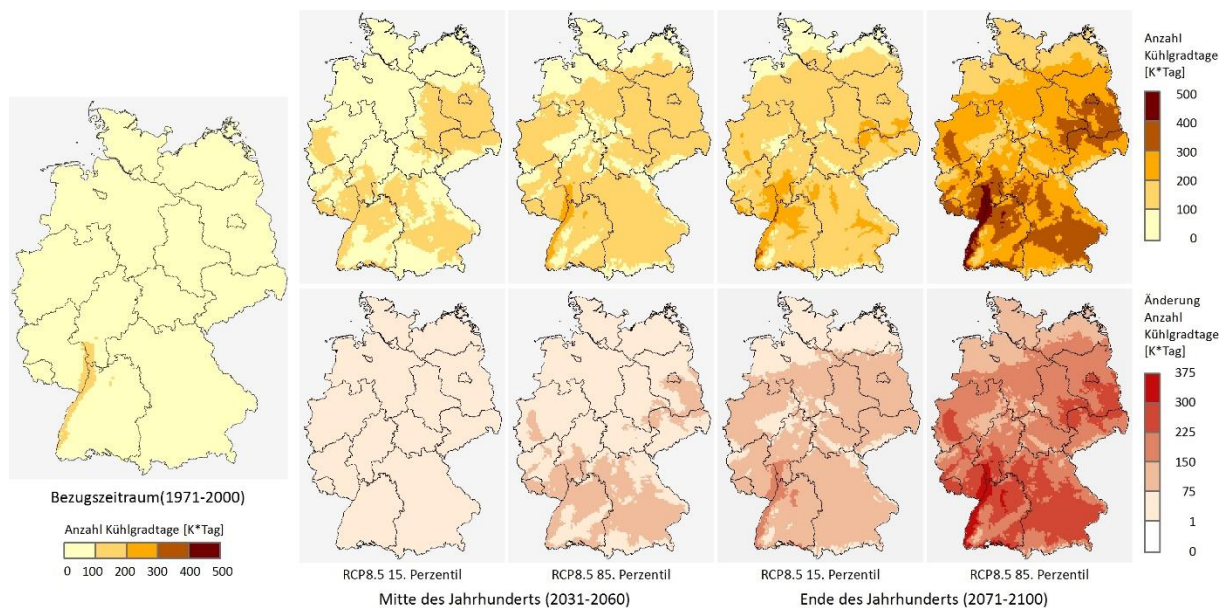 Bezugszeitraum(1971-2000)
Anzahl Kühlgradtage [K*Tag]
0 100 200 300 400 500
Anzahl
Kühlgradtage
[K*Tag]
500
400
300
200
100
0
Änderung
Anzahl
Kühlgradtage
[K*Tag]
375
300
225
150
75
1
0
RCP8.5 15. Perzentil RCP8.5 85. Perzentil RCP8.5 15. Perzentil RCP8.5 85. Perzentil
Mitte des Jahrhunderts (2031-2060) Ende des Jahrhunderts (2071-2100)